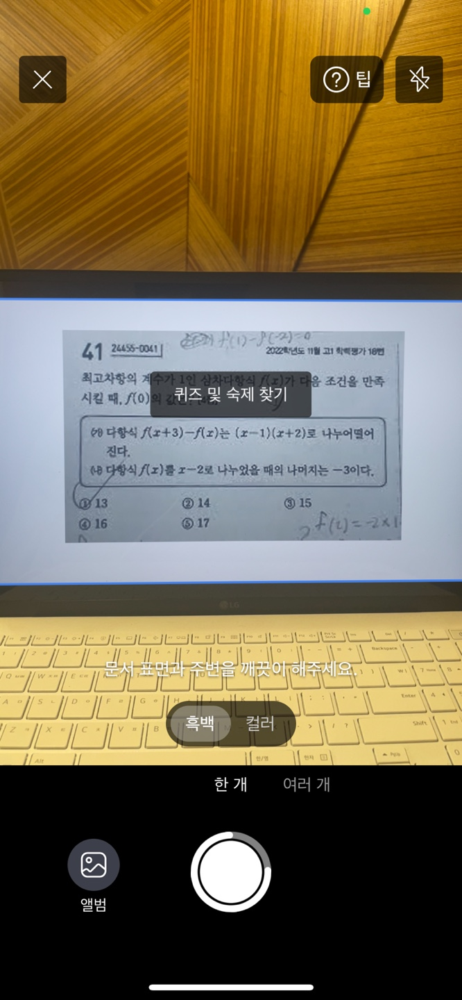 팁
41 24455-0041
f(1)-f(-2)=0
2022학년도 11월 고1 학력평가 18번
최고차항의 계수가 1인 삼차다항식 f(x)가 다음 조건을 만족
시킬 때, f(0)의 값은?
퀴즈 및 숙제 찾기
(가) 다항식 f(x+3)-f(x)는 (x-1)(x+2)로 나누어떨어
진다.
(나) 다항식 f(x)를 x-2로 나누었을 때의 나머지는 -3이다.
① 13 ② 14 ③ 15
④ 16 ⑤ 17
LG
Backspace
Enter
Shift
Alt
한/영
한자
문서 표면과 주변을 깨끗이 해주세요.
흑백 컬러
한 개 여러 개
앨범